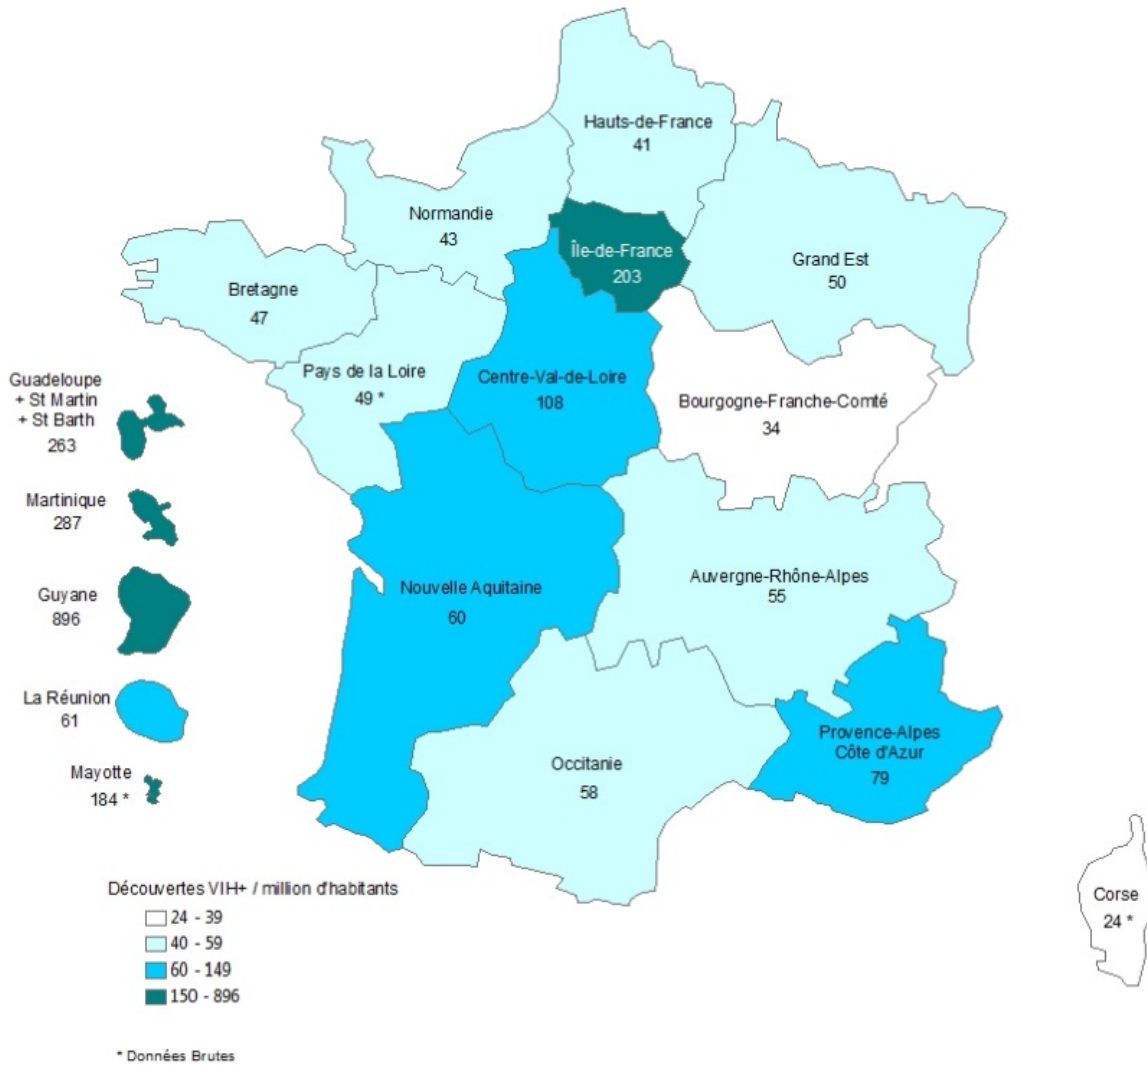 Hauts-de-France
41
Normandie
43
Île-de-France
203
Grand Est
50
Bretagne
47
Pays de la Loire
49 *
Centre-Val-de-Loire
108
Bourgogne-Franche-Comté
34
Guadeloupe
+ St Martin
+ St Barth
263
Martinique
287
Guyane
896
La Réunion
61
Mayotte
184 *
Nouvelle Aquitaine
60
Auvergne-Rhône-Alpes
55
Occitanie
58
Provence-Alpes
Côte d'Azur
79
Corse
24 *
Découvertes VIH+ / million d'habitants
24 - 39
40 - 59
60 - 149
150 - 896
* Données Brutes